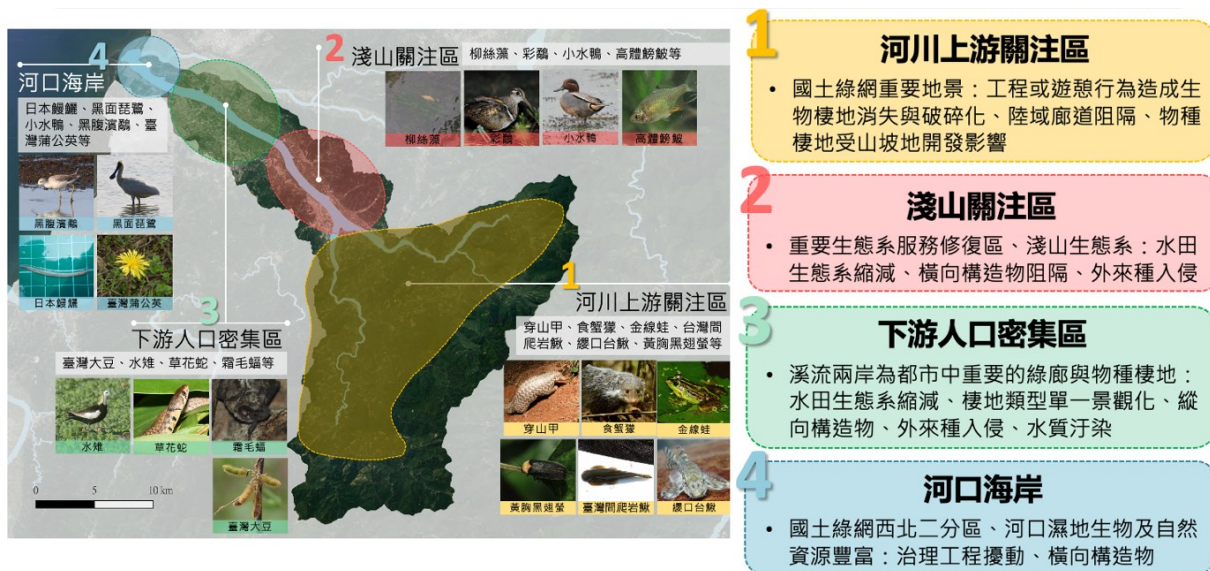 4
河口海岸
日本鰻鱺、黑面琵鷺、
小水鴨、黑腹濱鷸、臺
灣蒲公英等
黑腹濱鷸
黑面琵鷺
日本鰻鱺
臺灣蒲公英
2 淺山關注區
柳絲藻、彩鷸、小水鴨、高體鰟鮍等
柳絲藻
彩鷸
小水鴨
高體鰟鮍
3
下游人口密集區
臺灣大豆、水雉、草花蛇、霜毛蝠等
水雉
草花蛇
霜毛蝠
臺灣大豆
0 5 10 km
1
河川上游關注區
穿山甲、食蟹獴、金線蛙、台灣間
爬岩鰍、纓口台鰍、黃胸黑翅螢等
穿山甲
食蟹獴
金線蛙
黃胸黑翅螢
臺灣間爬岩鰍
纓口台鰍
1
河川上游關注區
• 國土綠網重要地景：工程或遊憩行為造成生
物棲地消失與破碎化、陸域廊道阻隔、物種
棲地受山坡地開發影響
2
淺山關注區
• 重要生態系服務修復區、淺山生態系：水田
生態系縮減、橫向構造物阻隔、外來種入侵
3
下游人口密集區
• 溪流兩岸為都市中重要的綠廊與物種棲地：
水田生態系縮減、棲地類型單一景觀化、縱
向構造物、外來種入侵、水質汙染
4
河口海岸
• 國土綠網西北二分區、河口濕地生物及自然
資源豐富：治理工程擾動、橫向構造物